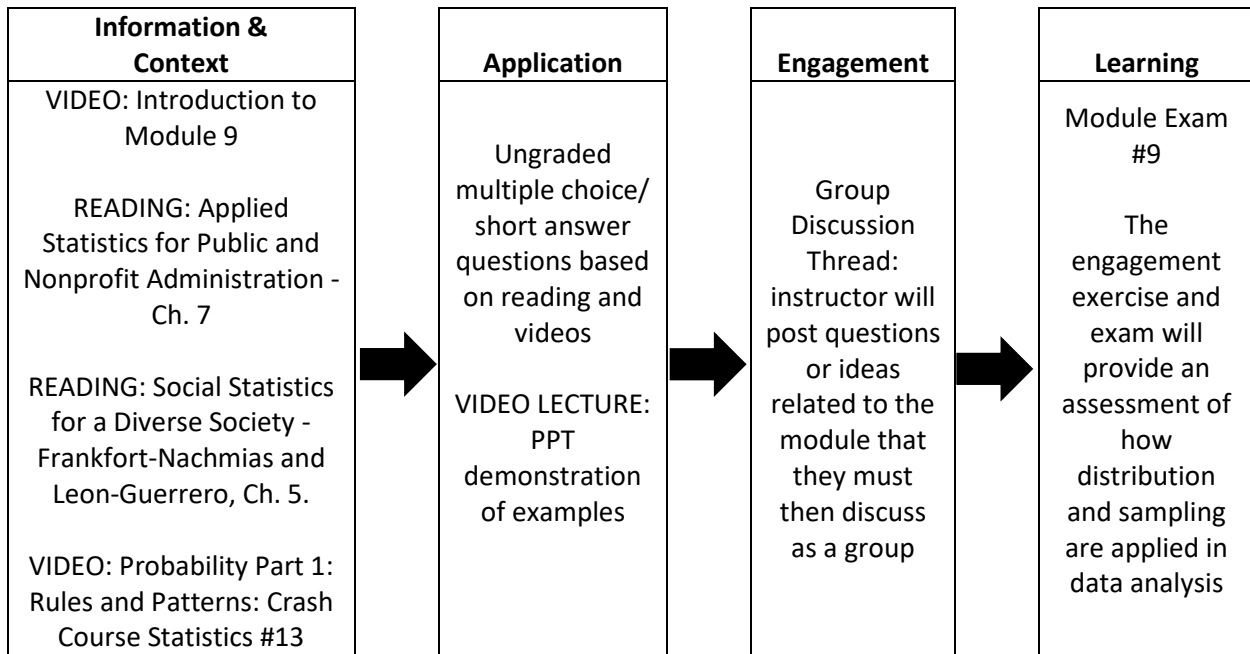 Information &
Context
VIDEO: Introduction to
Module 9
READING: Applied
Statistics for Public and
Nonprofit Administration -
Ch. 7
READING: Social Statistics
for a Diverse Society -
Frankfort-Nachmias and
Leon-Guerrero, Ch. 5.
VIDEO: Probability Part 1:
Rules and Patterns: Crash
Course Statistics #13
Application
Ungraded
multiple choice/
short answer
questions based
on reading and
videos
VIDEO LECTURE:
PPT
demonstration
of examples
Engagement
Group
Discussion
Thread:
instructor will
post questions
or ideas
related to the
module that
they must
then discuss
as a group
Learning
Module Exam
#9
The
engagement
exercise and
exam will
provide an
assessment of
how
distribution
and sampling
are applied in
data analysis